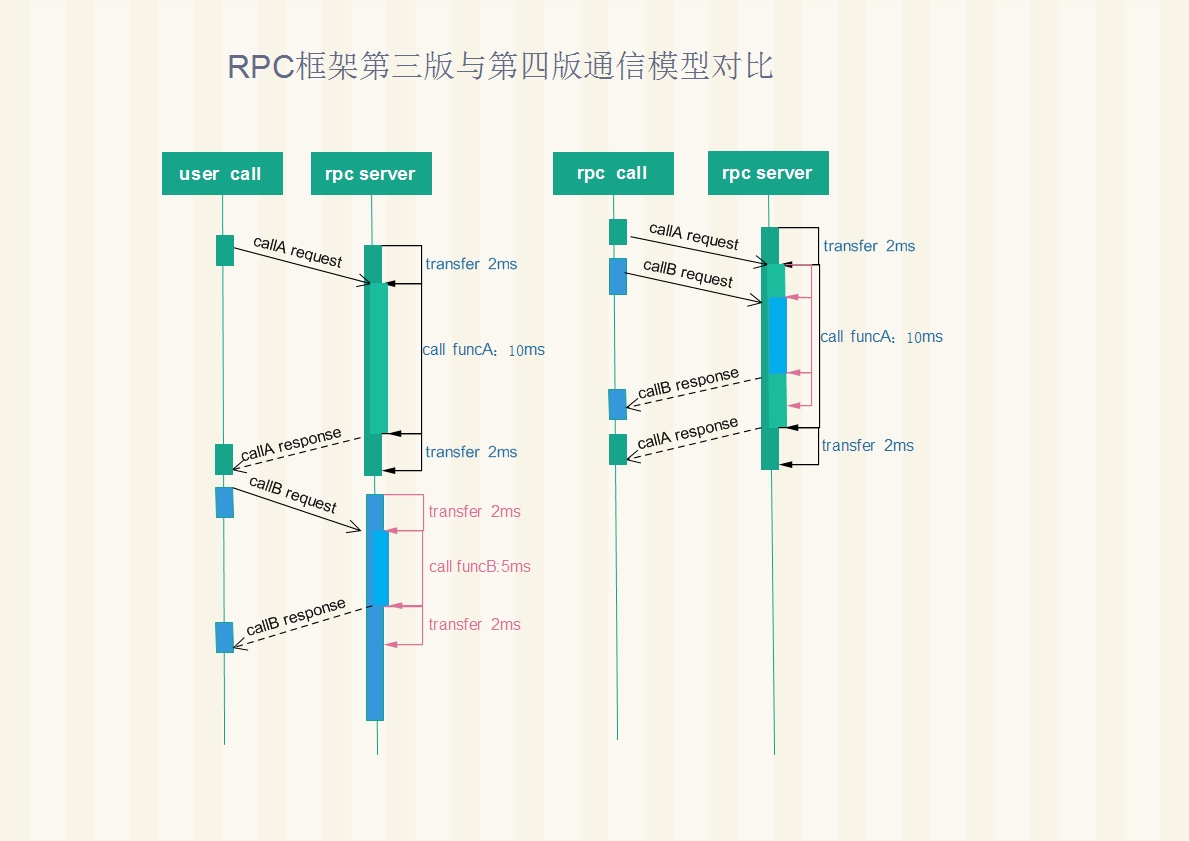 RPC框架第三版与第四版通信模型对比
user call
rpc server
callA request
transfer 2ms
call funcA：10ms
callA response
transfer 2ms
callB request
transfer 2ms
call funcB:5ms
callB response
transfer 2ms
rpc call
rpc server
callA request
transfer 2ms
callB request
call funcA：10ms
callB response
callA response
transfer 2ms